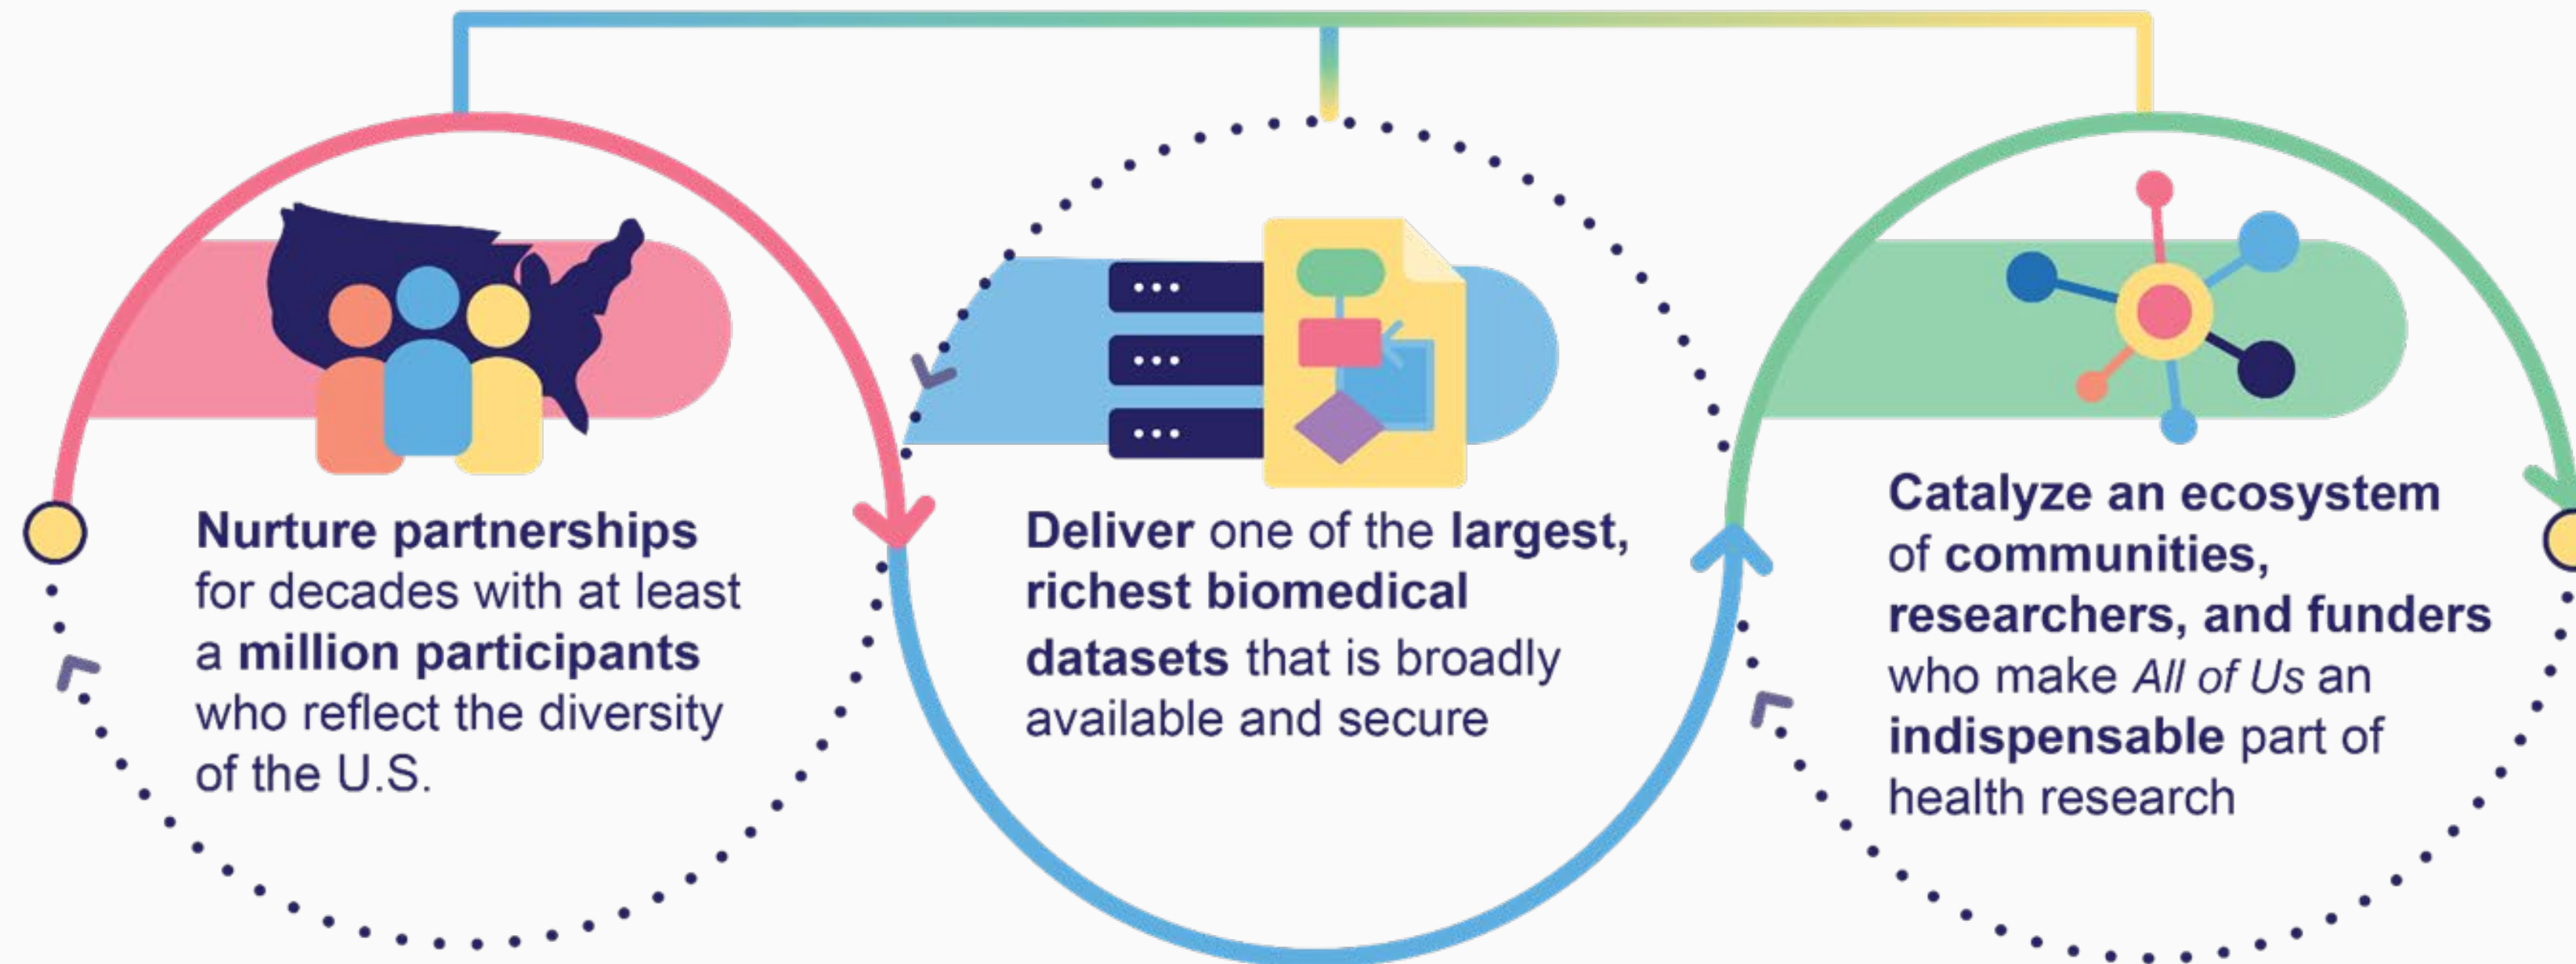 Nurture partnerships
for decades with at least
a million participants
who reflect the diversity
of the U.S.
Deliver one of the largest,
richest biomedical
datasets that is broadly
available and secure
Catalyze an ecosystem
of communities,
researchers, and funders
who make All of Us an
indispensable part of
health research